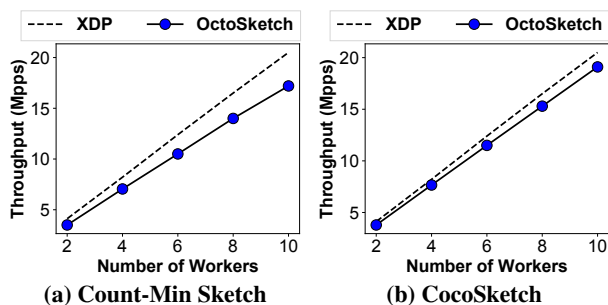 XDP OctoSketch XDP OctoSketch
Throughput (Mpps)
20
15
10
5
2 4 6 8 10
Number of Workers
(a) Count-Min Sketch
Throughput (Mpps)
20
15
10
5
2 4 6 8 10
Number of Workers
(b) CocoSketch